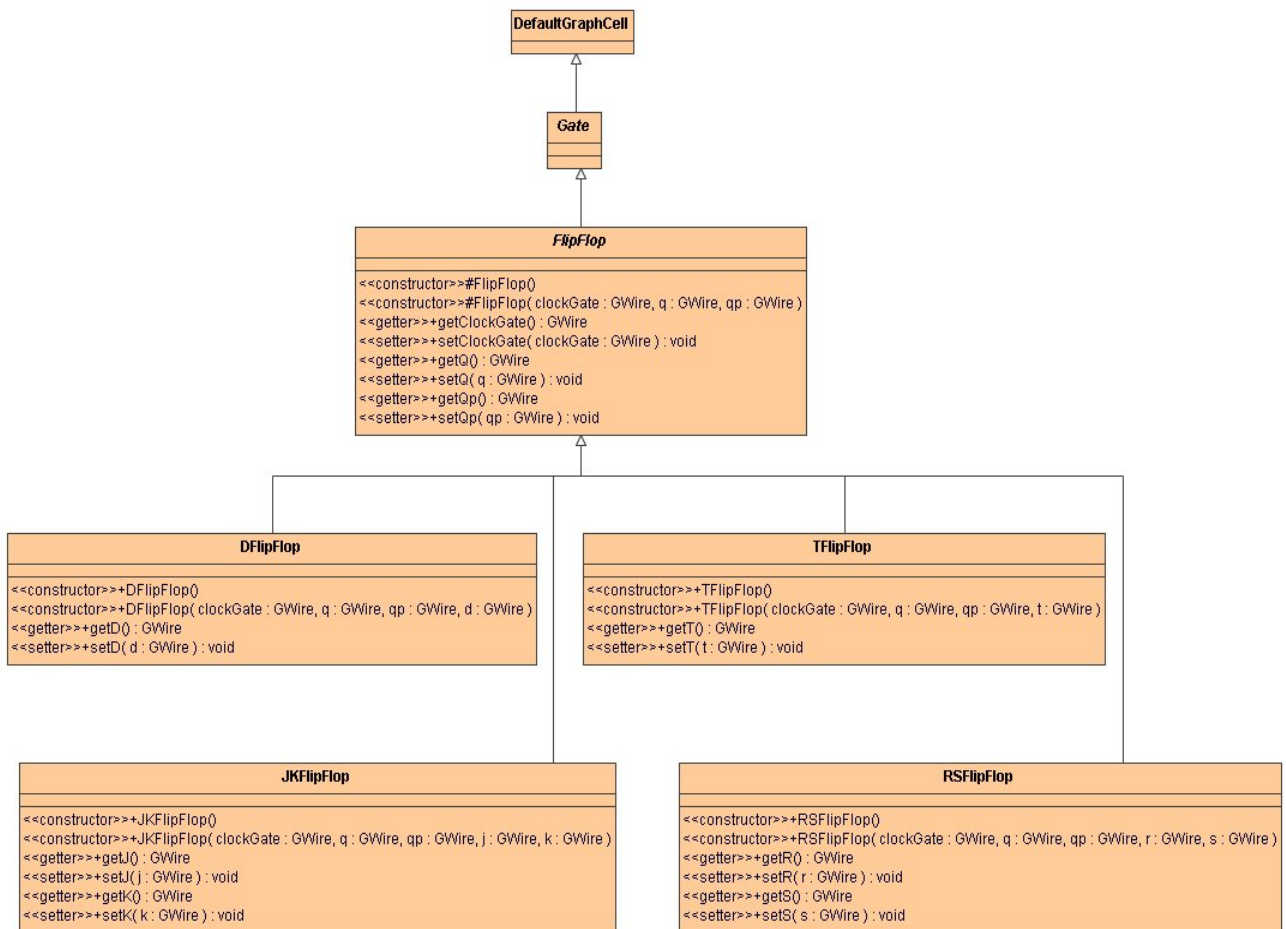 DefaultGraphCell
Gate
FlipFlop
<<constructor>>#FlipFlop()
<<constructor>>#FlipFlop( clockGate : GWire, q : GWire, qp : GWire )
<<getter>>+getClockGate() : GWire
<<setter>>+setClockGate( clockGate : GWire ) : void
<<getter>>+getQ() : GWire
<<setter>>+setQ( q : GWire ) : void
<<getter>>+getQp() : GWire
<<setter>>+setQp( qp : GWire ) : void
DFlipFlop
<<constructor>>+DFlipFlop()
<<constructor>>+DFlipFlop( clockGate : GWire, q : GWire, qp : GWire, d : GWire )
<<getter>>+getD() : GWire
<<setter>>+setD( d : GWire ) : void
TFlipFlop
<<constructor>>+TFlipFlop()
<<constructor>>+TFlipFlop( clockGate : GWire, q : GWire, qp : GWire, t : GWire )
<<getter>>+getT() : GWire
<<setter>>+setT( t : GWire ) : void
JKFlipFlop
<<constructor>>+JKFlipFlop()
<<constructor>>+JKFlipFlop( clockGate : GWire, q : GWire, qp : GWire, j : GWire, k : GWire )
<<getter>>+getJ() : GWire
<<setter>>+setJ( j : GWire ) : void
<<getter>>+getK() : GWire
<<setter>>+setK( k : GWire ) : void
RSFlipFlop
<<constructor>>+RSFlipFlop()
<<constructor>>+RSFlipFlop( clockGate : GWire, q : GWire, qp : GWire, r : GWire, s : GWire )
<<getter>>+getR() : GWire
<<setter>>+setR( r : GWire ) : void
<<getter>>+getS() : GWire
<<setter>>+setS( s : GWire ) : void